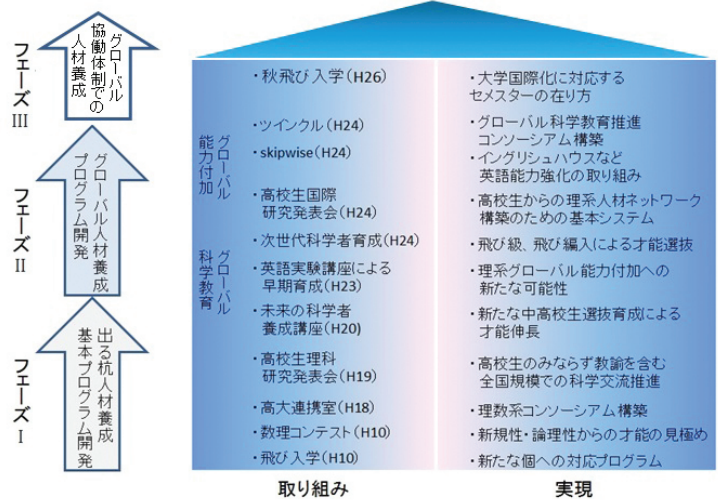 フェーズ III
グローバル
協働体制での
人材養成
フェーズ II
グローバル人材養成
プログラム開発
フェーズ I
出る杭人材養成
基本プログラム開発
グローバル
能力付加
グローバル
科学教育
・秋飛び入学(H26)
・ツインクル(H24)
・skipwise(H24)
・高校生国際
研究発表会(H24)
・次世代科学者育成(H24)
・英語実験講座による
早期育成(H23)
・未来の科学者
養成講座(H20)
・高校生理科
研究発表会(H19)
・高大連携室(H18)
・数理コンテスト(H10)
・飛び入学(H10)
取り組み
・大学国際化に対応する
セメスターの在り方
・グローバル科学教育推進
コンソーシアム構築
・イングリシュハウスなど
英語能力強化の取り組み
・高校生からの理系人材ネットワーク
構築のための基本システム
・飛び級、飛び編入による才能選抜
・理系グローバル能力付加への
新たな可能性
・新たな中高校生選抜育成による
才能伸長
・高校生のみならず教諭を含む
全国規模での科学交流推進
・理数系コンソーシアム構築
・新規性・論理性からの才能の見極め
・新たな個への対応プログラム
実現